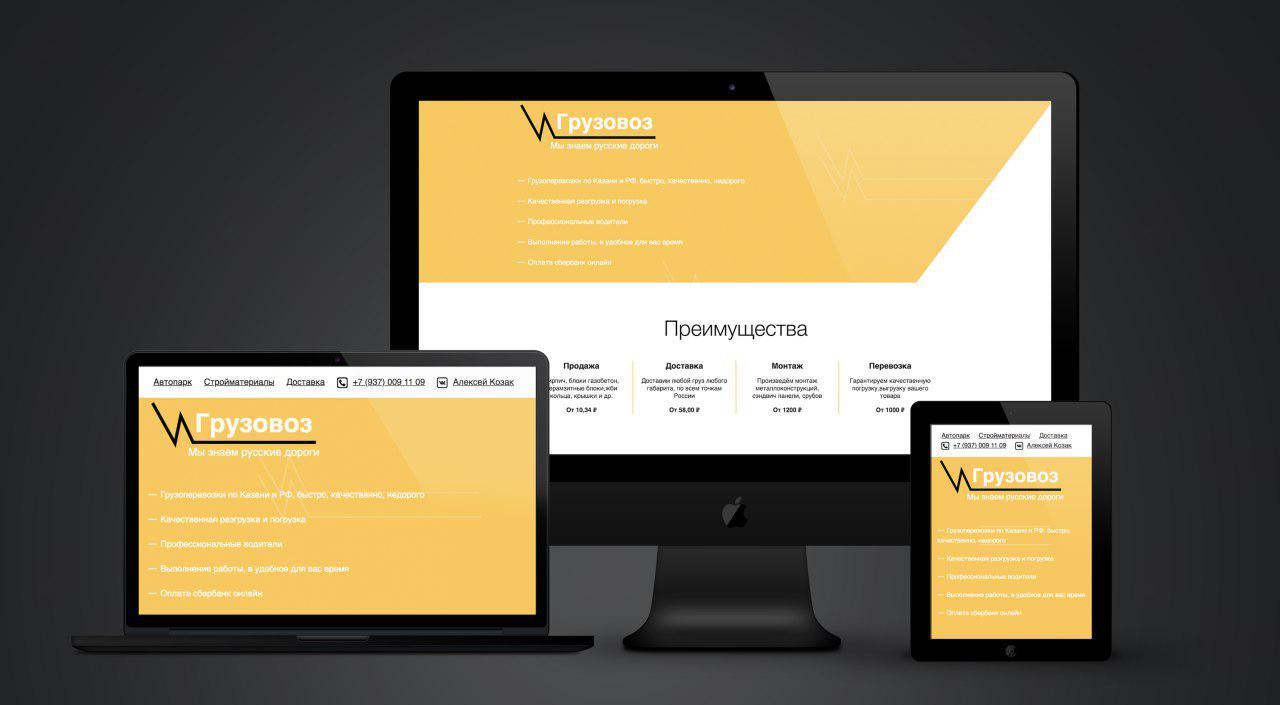 Грузовоз
Мы знаем русские дороги
— Грузоперевозки по Казани и РФ, быстро, качественно, недорого
— Качественная разгрузка и погрузка
— Профессиональные водители
— Выполнение работы, в удобное для вас время
— Оплата сбербанк онлайн
Преимущества
Продажа
ирпич, блоки газобетон,
ерамзитные блоки,жби
кольца, крышки и др.
От 10,34 ₽
Доставка
Доставим любой груз любого
габарита, по всем точкам
России
От 58,00 ₽
Монтаж
Произведём монтаж
металлоконструкций,
сэндвич панели, срубов
От 1200 ₽
Перевозка
Гарантируем качественную
погрузку,выгрузку вашего
товара
От 1000 ₽
Автопарк Стройматериалы Доставка +7 (937) 009 11 09 Алексей Козак
Грузовоз
Мы знаем русские дороги
— Грузоперевозки по Казани и РФ, быстро, качественно, недорого
— Качественная разгрузка и погрузка
— Профессиональные водители
— Выполнение работы, в удобное для вас время
— Оплата сбербанк онлайн
Автопарк Стройматериалы Доставка
+7 (937) 009 11 09 Алексей Козак
Грузовоз
Мы знаем русские дороги
— Грузоперевозки по Казани и РФ, быстро,
качественно, недорого
— Качественная разгрузка и погрузка
— Профессиональные водители
— Выполнение работы, в удобное для вас время
— Оплата сбербанк онлайн